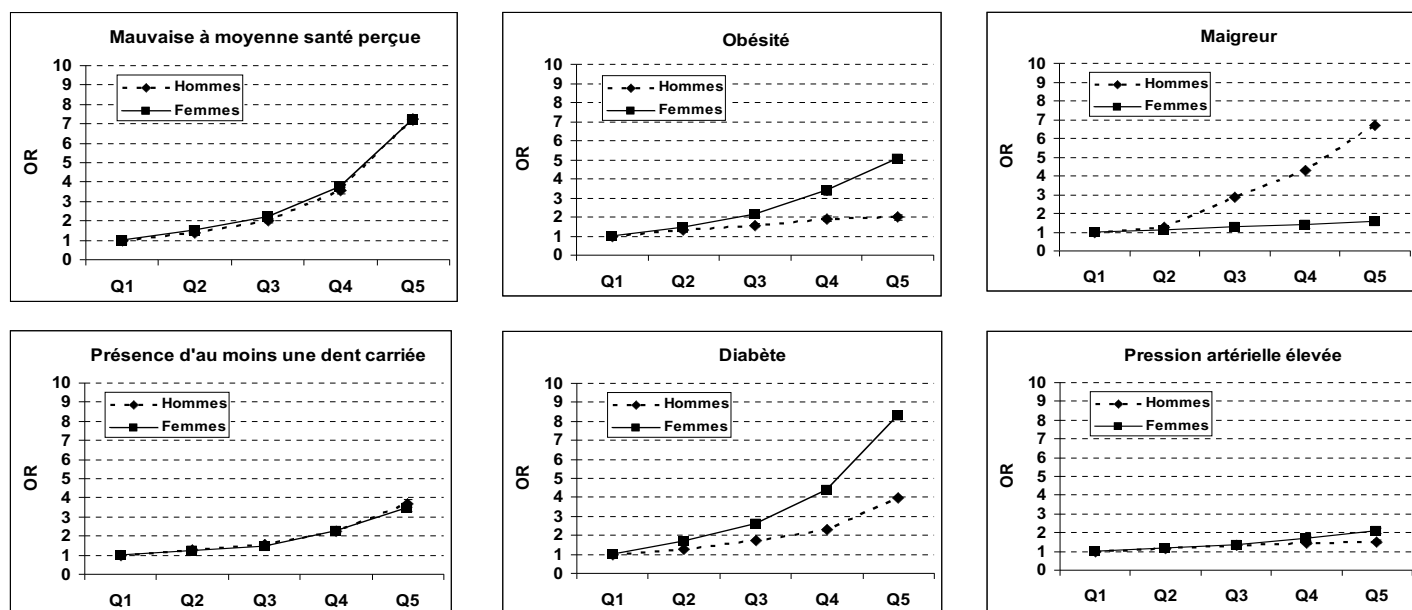 Mauvaise à moyenne santé perçue
10
9
8
7
6
5
4
3
2
1
0
OR
Hommes
Femmes
Q1 Q2 Q3 Q4 Q5
Obésité
10
9
8
7
6
5
4
3
2
1
0
OR
Hommes
Femmes
Q1 Q2 Q3 Q4 Q5
Maigreur
10
9
8
7
6
5
4
3
2
1
0
OR
Hommes
Femmes
Q1 Q2 Q3 Q4 Q5
Présence d'au moins une dent carriée
10
9
8
7
6
5
4
3
2
1
0
OR
Hommes
Femmes
Q1 Q2 Q3 Q4 Q5
Diabète
10
9
8
7
6
5
4
3
2
1
0
OR
Hommes
Femmes
Q1 Q2 Q3 Q4 Q5
Pression artérielle élevée
10
9
8
7
6
5
4
3
2
1
0
OR
Hommes
Femmes
Q1 Q2 Q3 Q4 Q5